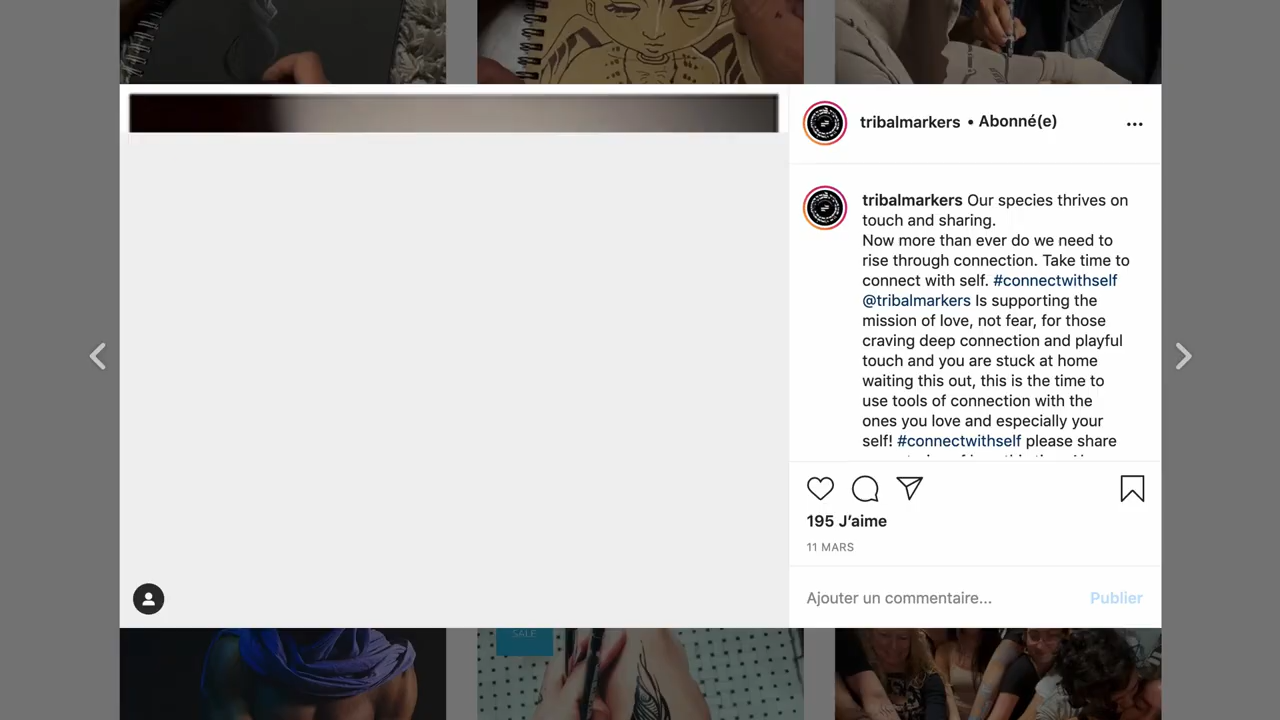 tribalmarkers • Abonné(e)
tribalmarkers Our species thrives on
touch and sharing.
Now more than ever do we need to
rise through connection. Take time to
connect with self. #connectwithself
@tribalmarkers Is supporting the
mission of love, not fear, for those
craving deep connection and playful
touch and you are stuck at home
waiting this out, this is the time to
use tools of connection with the
ones you love and especially your
self! #connectwithself please share
195 J’aime
11 MARS
Ajouter un commentaire... Publier
SALE